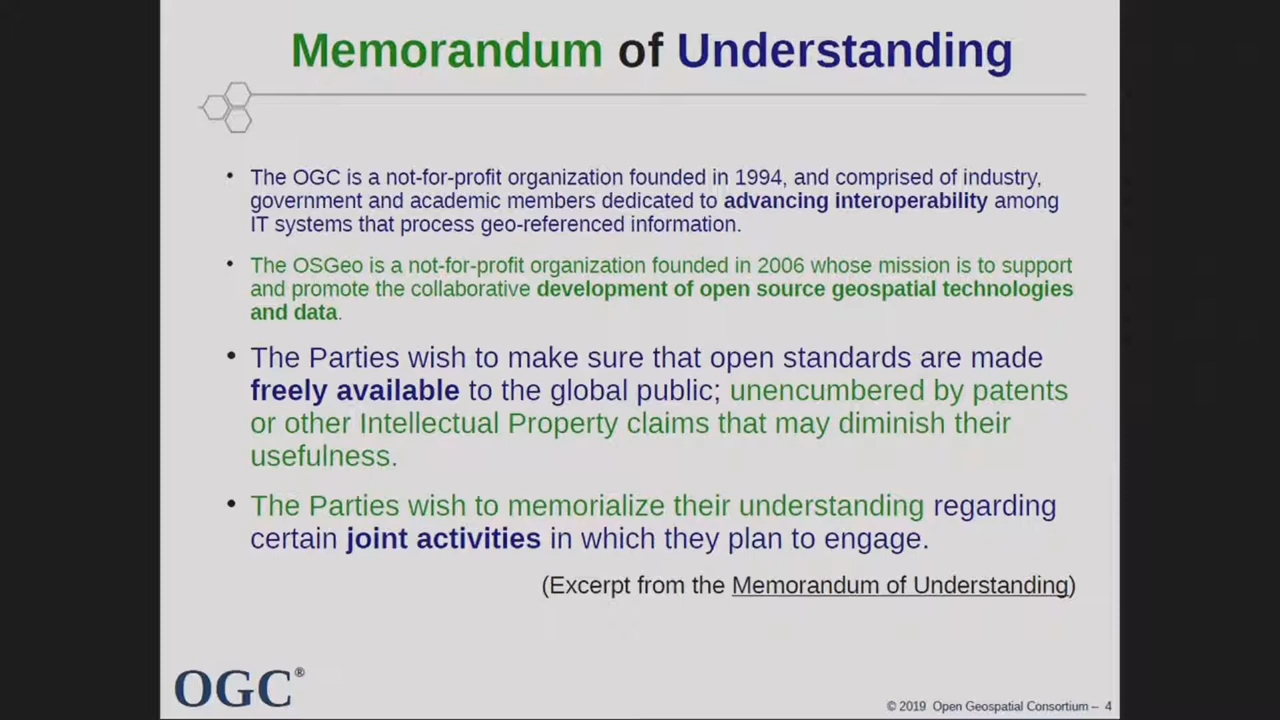 Memorandum of Understanding
• The OGC is a not-for-profit organization founded in 1994, and comprised of industry,
government and academic members dedicated to advancing interoperability among
IT systems that process geo-referenced information.
• The OSGeo is a not-for-profit organization founded in 2006 whose mission is to support
and promote the collaborative development of open source geospatial technologies
and data.
• The Parties wish to make sure that open standards are made
freely available to the global public; unencumbered by patents
or other Intellectual Property claims that may diminish their
usefulness.
• The Parties wish to memorialize their understanding regarding
certain joint activities in which they plan to engage.
(Excerpt from the Memorandum of Understanding)
OGC®
© 2019 Open Geospatial Consortium – 4